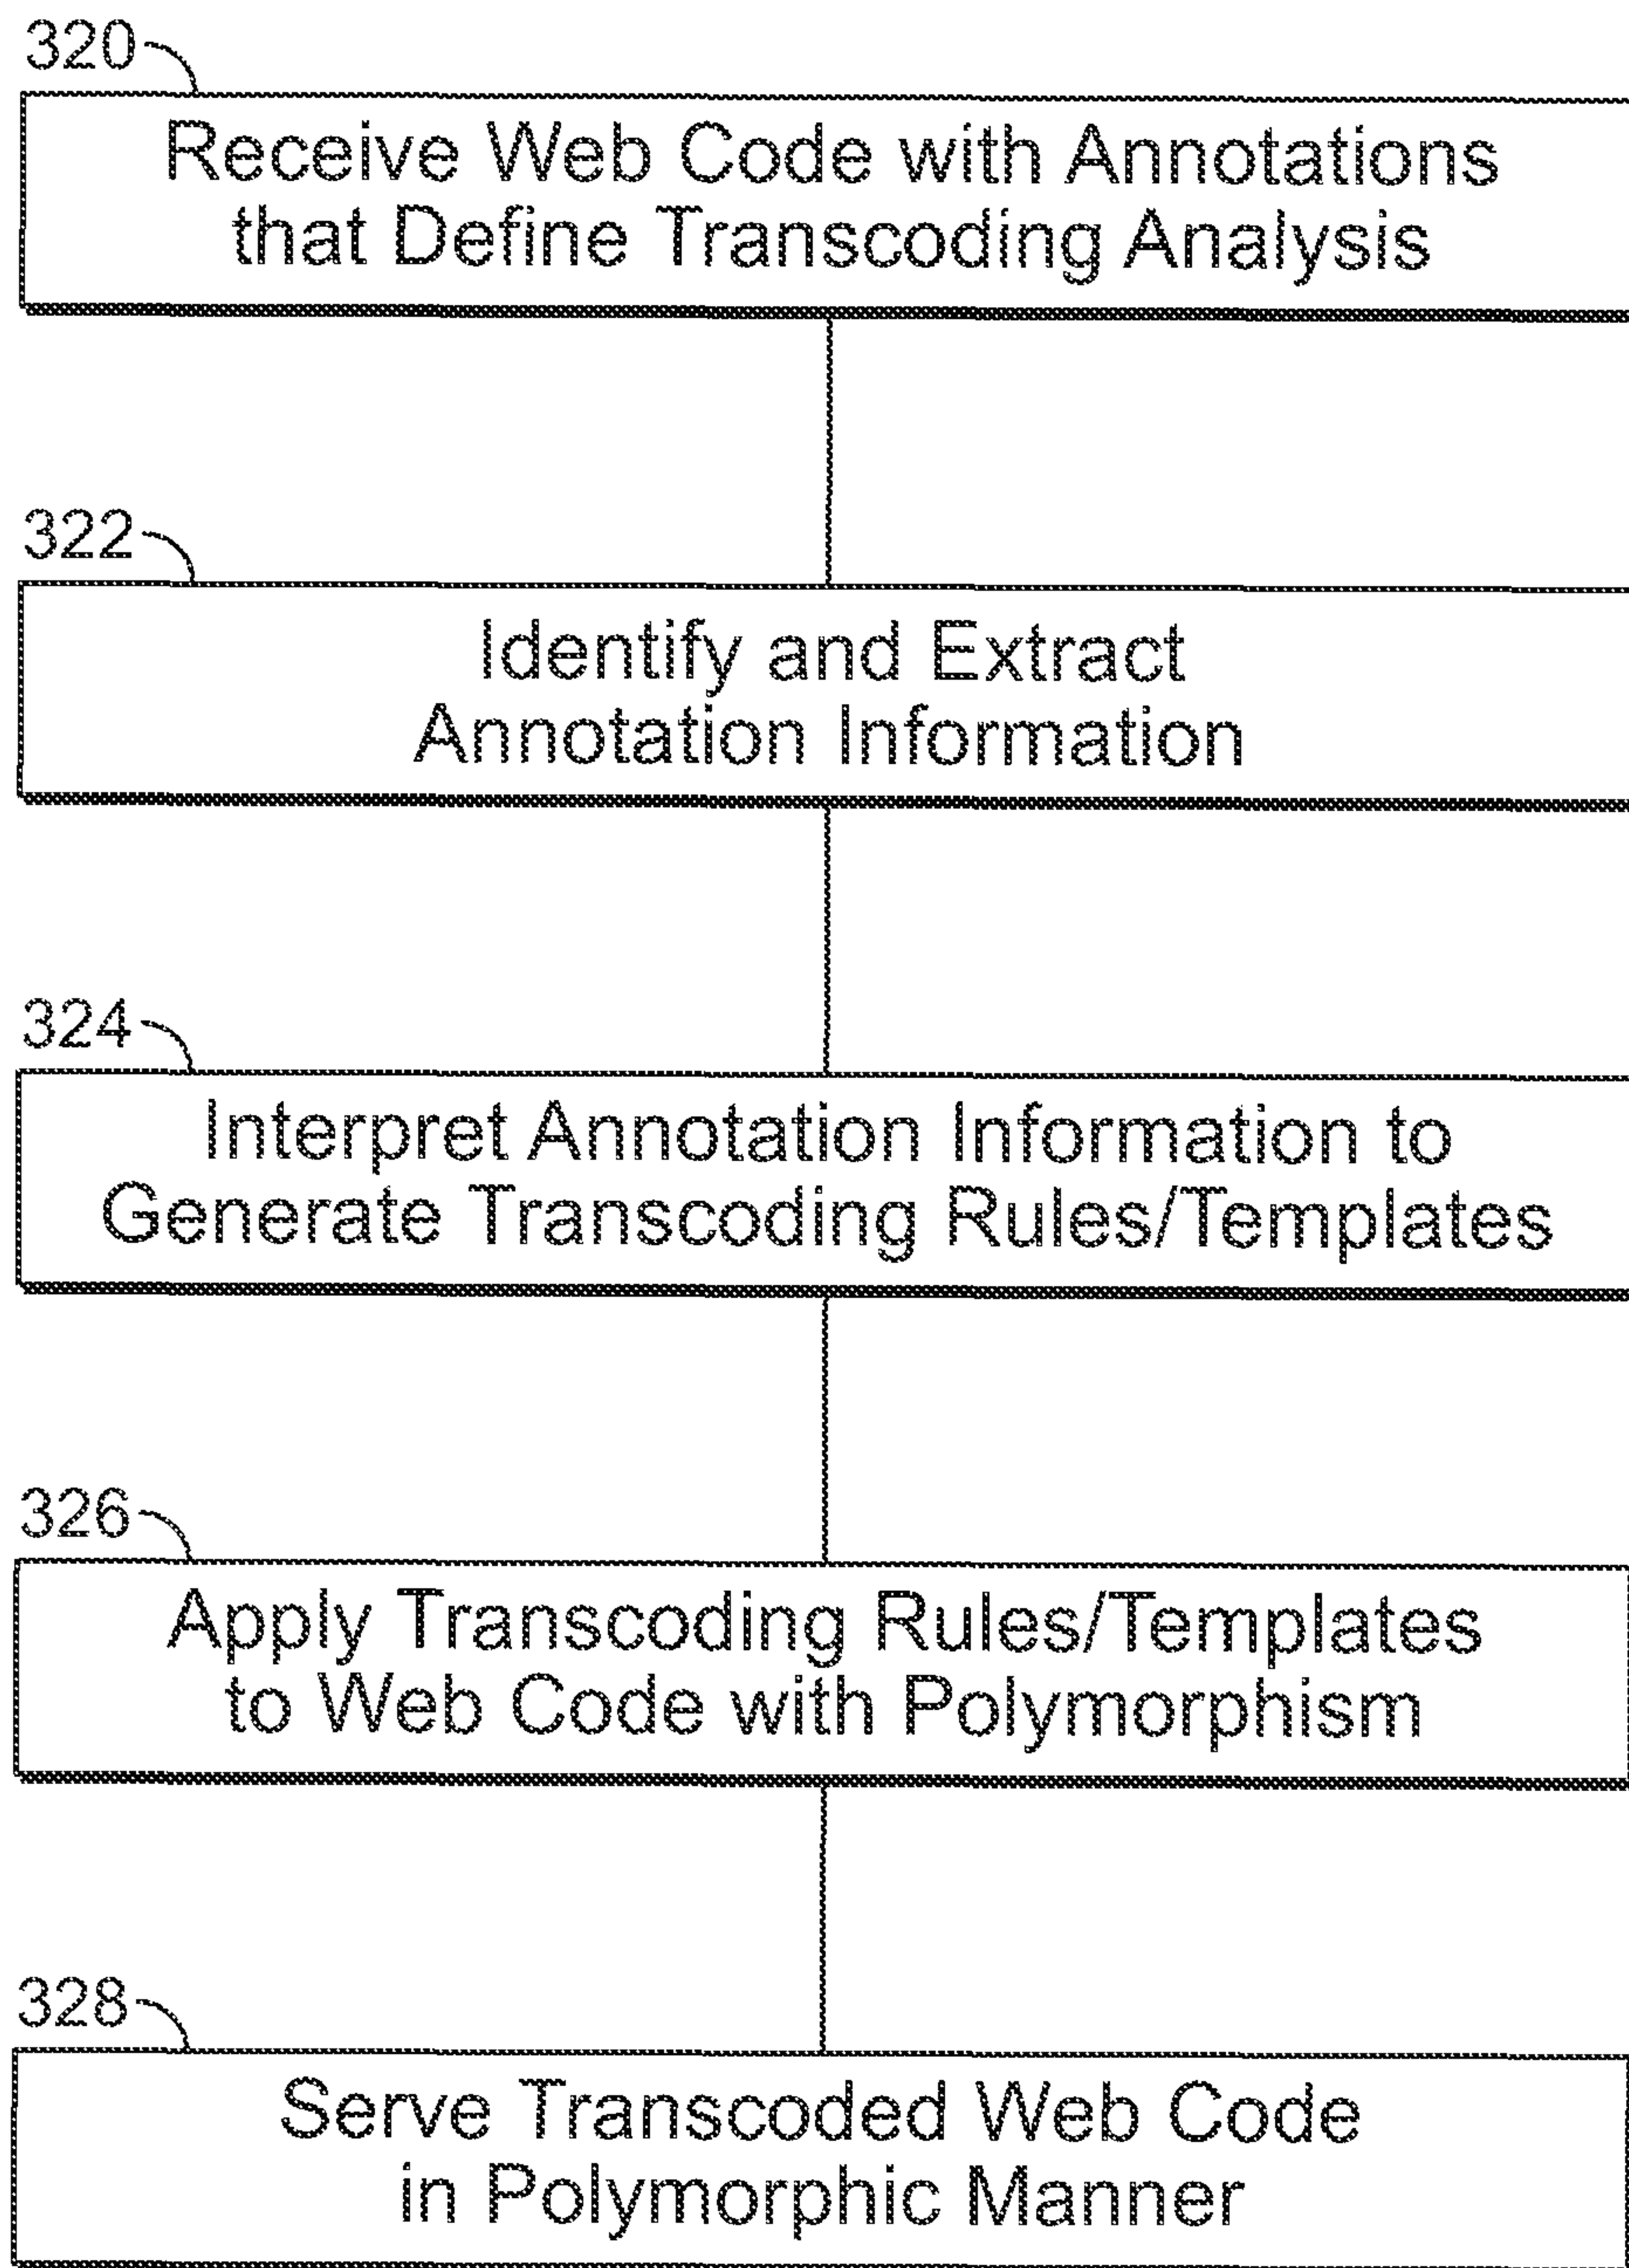 320
Receive Web Code with Annotations
that Define Transcoding Analysis
322
Identify and Extract
Annotation Information
324
Interpret Annotation Information to
Generate Transcoding Rules/Templates
326
Apply Transcoding Rules/Templates
to Web Code with Polymorphism
328
Serve Transcoded Web Code
in Polymorphic Manner